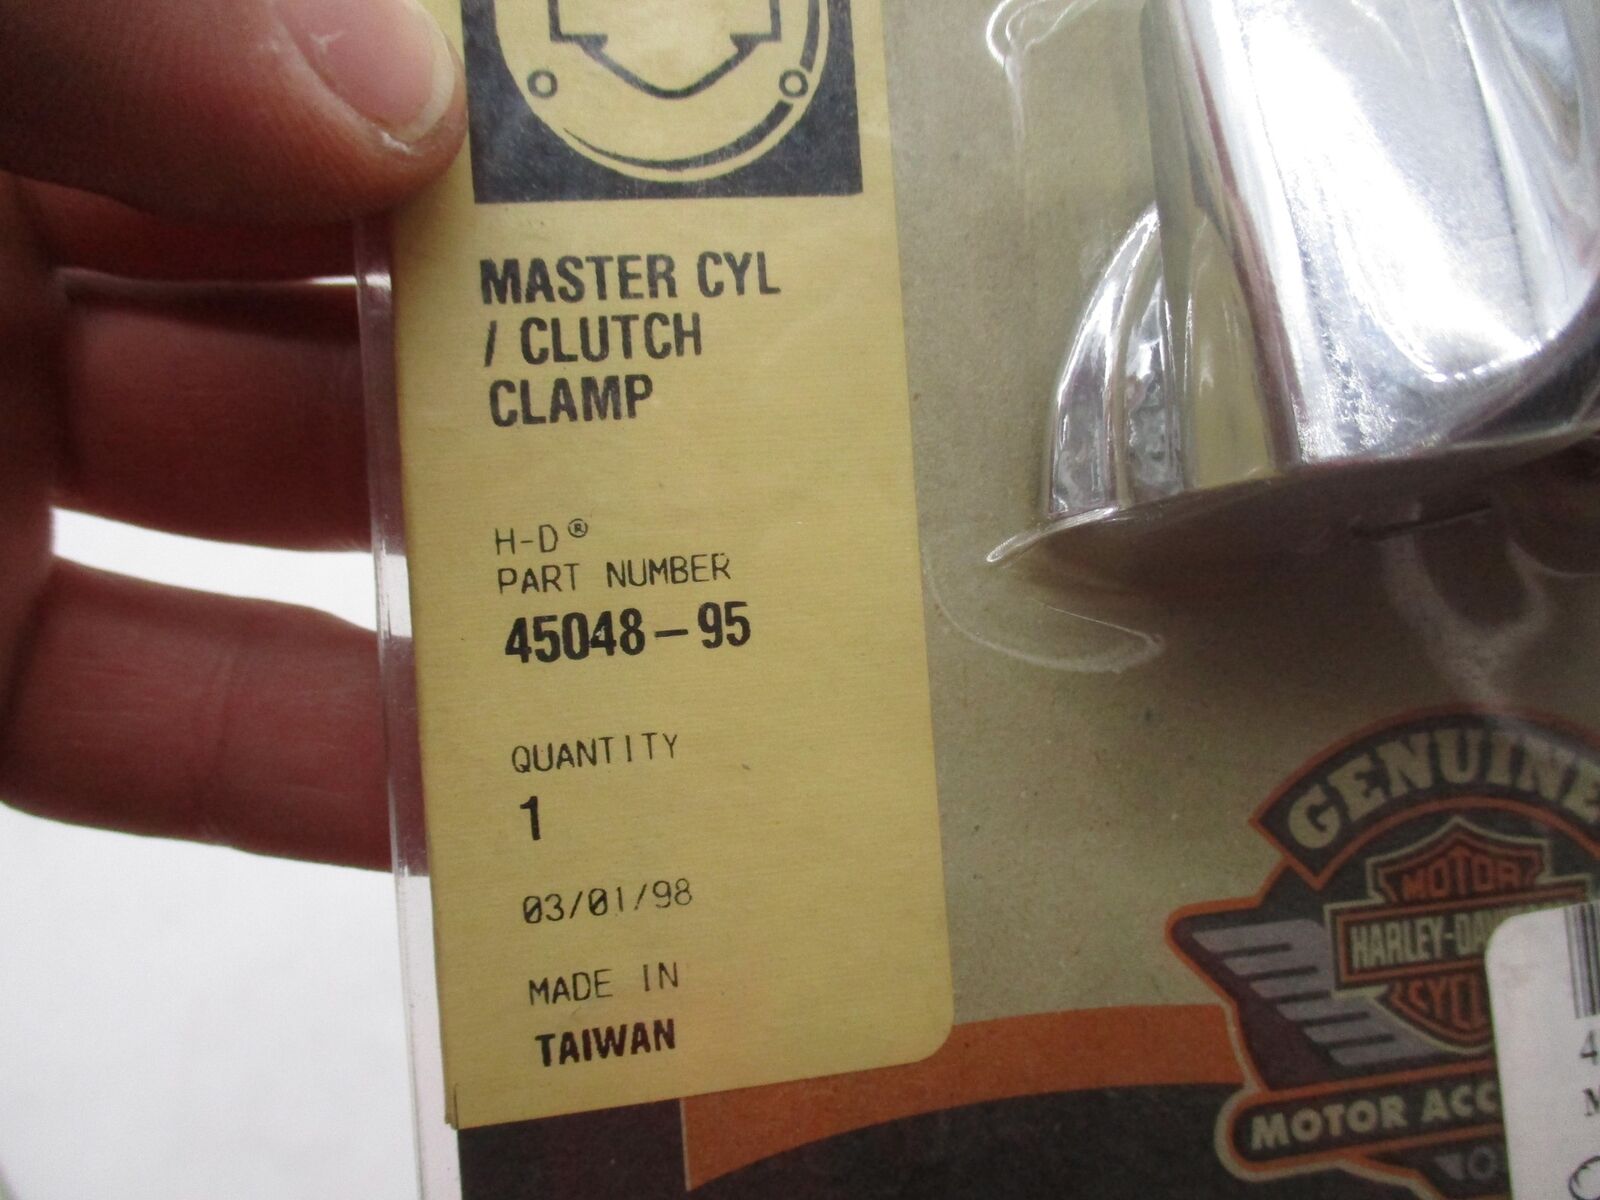 MASTER CYL
/ CLUTCH
CLAMP
H-D®
PART NUMBER
45048-95
QUANTITY
1
03/01/98
MADE IN
TAIWAN
GENUINE
MOTOR
HARLEY-DA
CYCL
MOTOR ACC
4
M